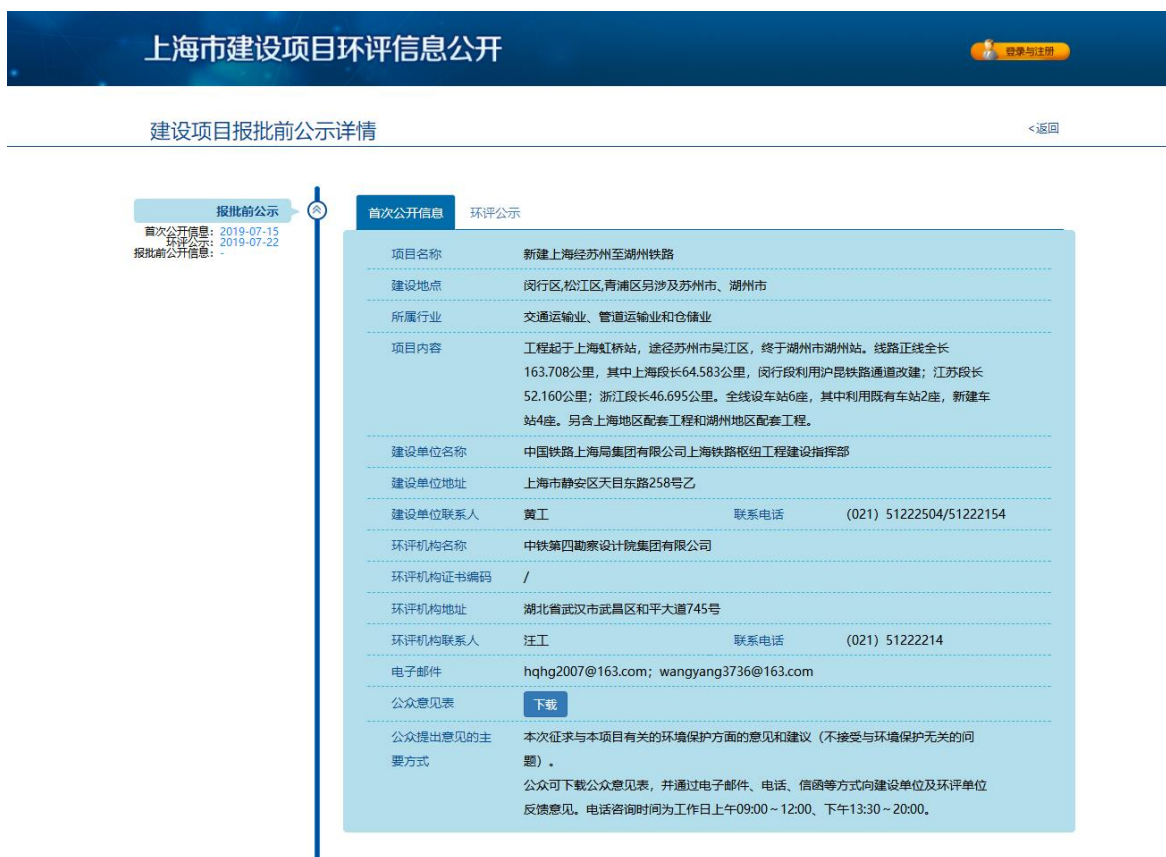 上海市建设项目环评信息公开
登录与注册
建设项目报批前公示详情
<返回
报批前公示
首次公开信息：2019-07-15
环评公示：2019-07-22
报批前公开信息：-
首次公开信息 环评公示
项目名称 新建上海经苏州至湖州铁路
建设地点 闵行区,松江区,青浦区另涉及苏州市、湖州市
所属行业 交通运输业、管道运输业和仓储业
项目内容 工程起于上海虹桥站，途径苏州市吴江区，终于湖州市湖州站。线路正线全长
163.708公里，其中上海段长64.583公里，闵行段利用沪昆铁路通道改建；江苏段长
52.160公里；浙江段长46.695公里。全线设车站6座，其中利用既有车站2座，新建车
站4座。另含上海地区配套工程和湖州地区配套工程。
建设单位名称 中国铁路上海局集团有限公司上海铁路枢纽工程建设指挥部
建设单位地址 上海市静安区天目东路258号乙
建设单位联系人 黄工 联系电话 (021) 51222504/51222154
环评机构名称 中铁第四勘察设计院集团有限公司
环评机构证书编码 /
环评机构地址 湖北省武汉市武昌区和平大道745号
环评机构联系人 汪工 联系电话 (021) 51222214
电子邮件 hqhg2007@163.com；wangyang3736@163.com
公众意见表 下载
公众提出意见的主 本次征求与本项目有关的环境保护方面的意见和建议（不接受与环境保护无关的问
要方式 题）。
公众可下载公众意见表，并通过电子邮件、电话、信函等方式向建设单位及环评单位
反馈意见。电话咨询时间为工作日上午09:00～12:00、下午13:30～20:00。